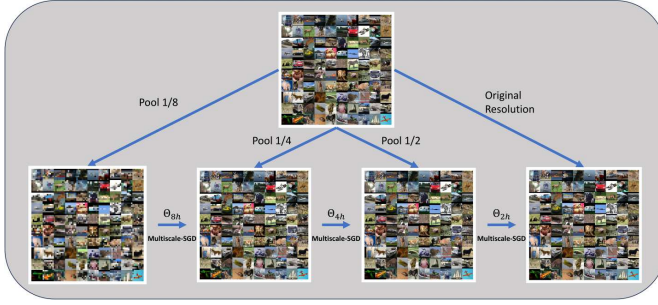 Pool 1/8
Pool 1/4
Pool 1/2
Original
Resolution
Θ8h
Multiscale-SGD
Θ4h
Multiscale-SGD
Θ2h
Multiscale-SGD